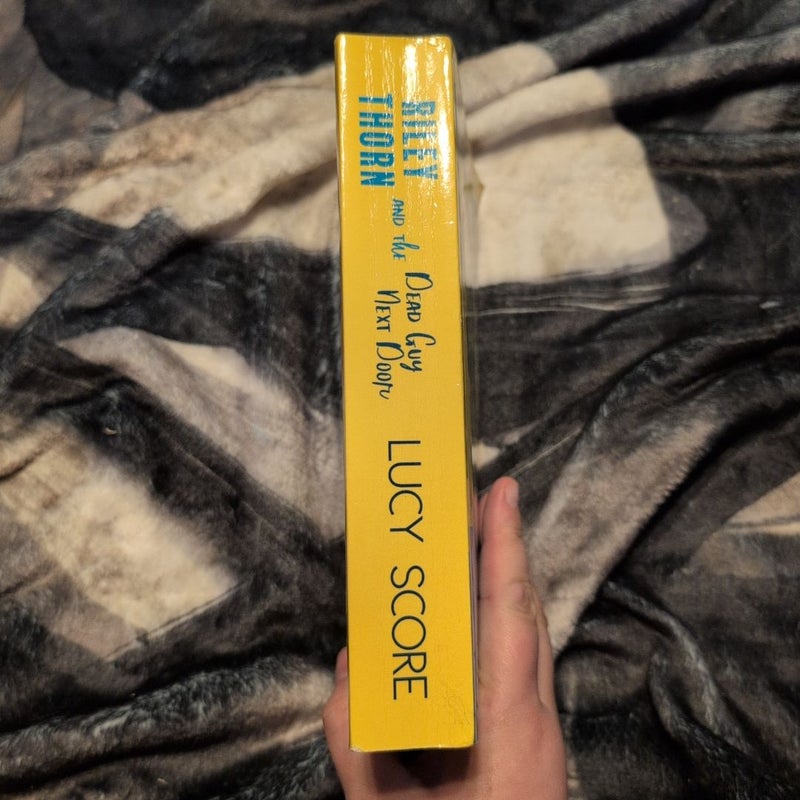 RILEY
THORN
AND the
DEAD GUY
NEXT DOOR
LUCY SCORE